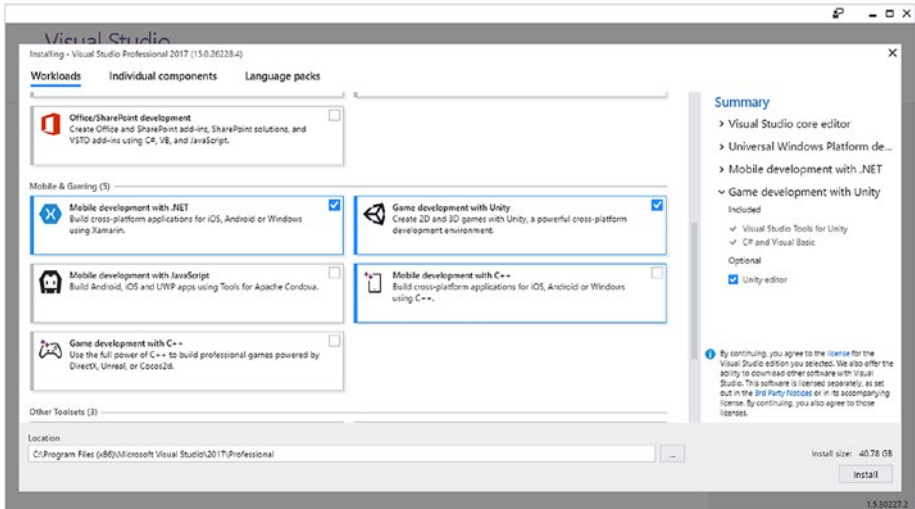 Visual Studio
Installing - Visual Studio Professional 2017 (15.0.26228.4)
Workloads
Individual components
Language packs
Office/SharePoint development
Create Office and SharePoint add-ins, SharePoint solutions, and
VSTO add-ins using C#, VB, and JavaScript.
Mobile & Gaming (5)
Mobile development with .NET
Build cross-platform applications for iOS, Android or Windows
using Xamarin.
Game development with Unity
Create 2D and 3D games with Unity, a powerful cross-platform
development environment.
Mobile development with JavaScript
Build Android, iOS and UWP apps using Tools for Apache Cordova.
Mobile development with C++
Build cross-platform applications for iOS, Android or Windows
using C++.
Game development with C++
Use the full power of C++ to build professional games powered by
DirectX, Unreal, or Cocos2d.
Other Toolsets (3)
Summary
> Visual Studio core editor
> Universal Windows Platform de...
> Mobile development with .NET
Game development with Unity
Included
Visual Studio Tools for Unity
C# and Visual Basic
Optional
Unity editor
By continuing, you agree to the license for the
Visual Studio edition you selected. We also offer the
ability to download other software with Visual
Studio. This software is licensed separately, as set
out in the 3rd Party Notices or in its accompanying
license. By continuing, you also agree to those
licenses.
Location
C:\Program Files (x86)\Microsoft Visual Studio\2017\Professional
...
Install size: 40.78 GB
Install
1.5.30227.2